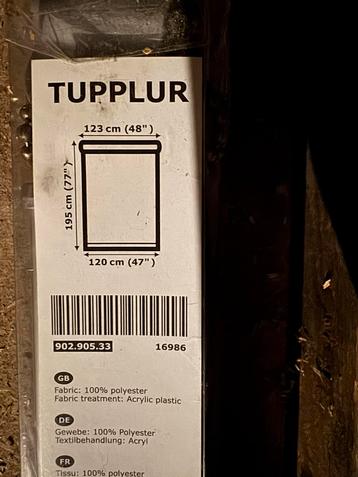 TUPPLUR
123 cm (48")
195 cm (77")
120 cm (47")
902.905.33 16986
GB
Fabric: 100% polyester
Fabric treatment: Acrylic plastic
DE
Gewebe: 100% Polyester
Textilbehandlung: Acryl
FR
Tissu: 100% polyester